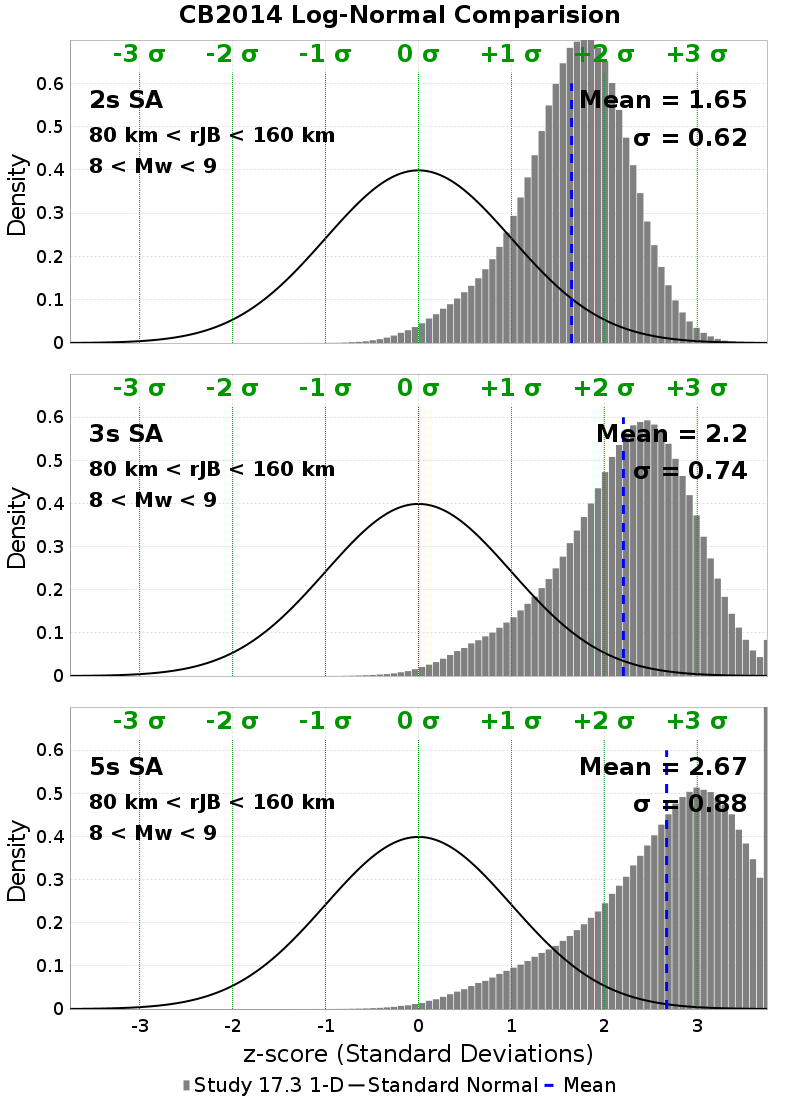 CB2014 Log-Normal Comparision
-3 σ -2 σ -1 σ 0 σ +1 σ +2 σ +3 σ
2s SA
Mean = 1.65
80 km < rJB < 160 km
σ = 0.62
8 < Mw < 9
Density
0.6
0.5
0.4
0.3
0.2
0.1
0
-3 σ -2 σ -1 σ 0 σ +1 σ +2 σ +3 σ
3s SA
Mean = 2.2
80 km < rJB < 160 km
σ = 0.74
8 < Mw < 9
Density
0.6
0.5
0.4
0.3
0.2
0.1
0
-3 σ -2 σ -1 σ 0 σ +1 σ +2 σ +3 σ
5s SA
Mean = 2.67
80 km < rJB < 160 km
σ = 0.88
8 < Mw < 9
Density
0.6
0.5
0.4
0.3
0.2
0.1
0
-3 -2 -1 0 1 2 3
z-score (Standard Deviations)
Study 17.3 1-D Standard Normal Mean